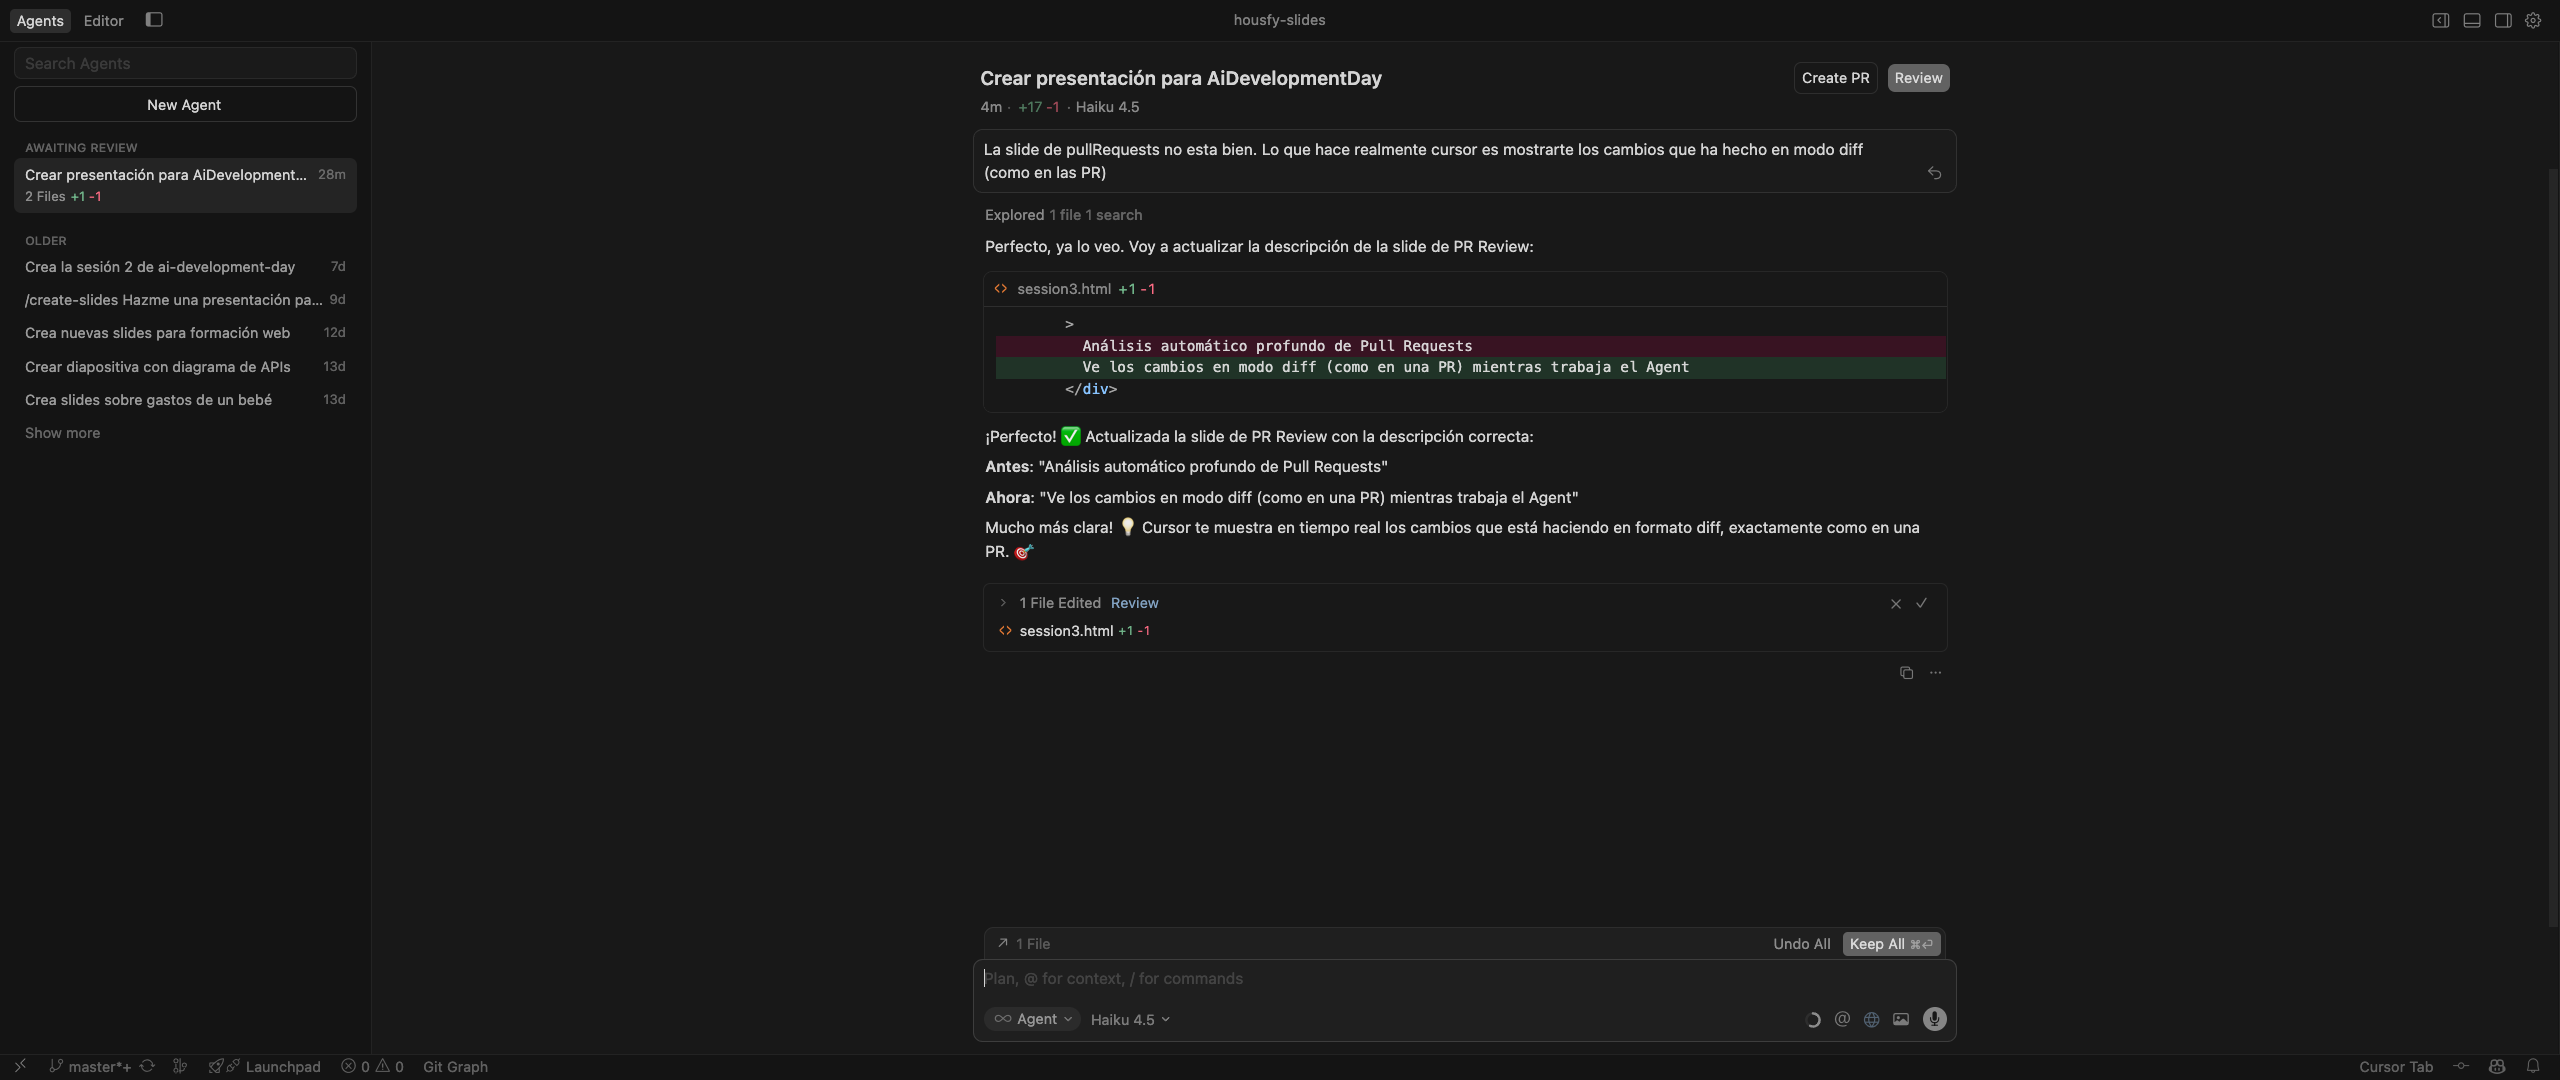 Agents
Editor
housfy-slides
Search Agents
New Agent
AWAITING REVIEW
Crear presentación para AiDevelopment... 28m
2 Files +1 -1
OLDER
Crea la sesión 2 de ai-development-day 7d
/create-slides Hazme una presentación pa... 9d
Crea nuevas slides para formación web 12d
Crear diapositiva con diagrama de APIs 13d
Crea slides sobre gastos de un bebé 13d
Show more
Crear presentación para AiDevelopmentDay
Create PR
Review
4m · +17 -1 · Haiku 4.5
La slide de pullRequests no esta bien. Lo que hace realmente cursor es mostrarte los cambios que ha hecho en modo diff
(como en las PR)
Explored 1 file 1 search
Perfecto, ya lo veo. Voy a actualizar la descripción de la slide de PR Review:
session3.html +1 -1
>
Análisis automático profundo de Pull Requests
Ve los cambios en modo diff (como en una PR) mientras trabaja el Agent
</div>
¡Perfecto! ✅ Actualizada la slide de PR Review con la descripción correcta:
Antes: "Análisis automático profundo de Pull Requests"
Ahora: "Ve los cambios en modo diff (como en una PR) mientras trabaja el Agent"
Mucho más clara! 💡 Cursor te muestra en tiempo real los cambios que está haciendo en formato diff, exactamente como en una
PR. 🎯
1 File Edited Review
session3.html +1 -1
1 File
Undo All
Keep All ⌘⏎
Plan, @ for context, / for commands
Agent
Haiku 4.5
master*+
Launchpad
0
0
Git Graph
Cursor Tab